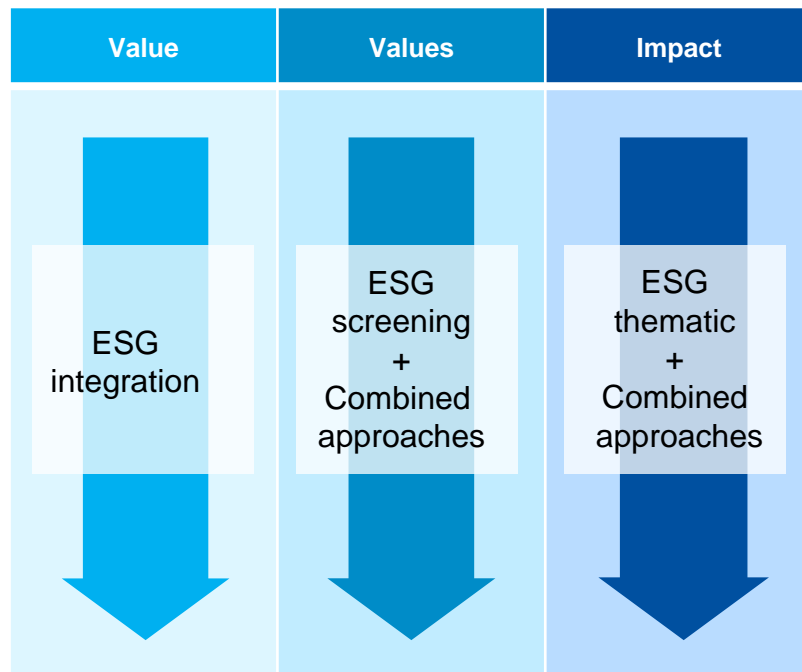 Value
Values
Impact
ESG
integration
ESG
screening
+
Combined
approaches
ESG
thematic
+
Combined
approaches